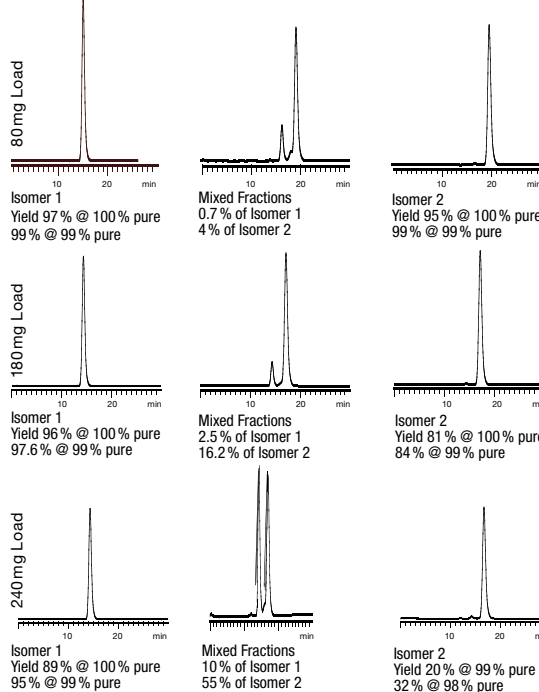 80 mg Load
10 20 min
10 20 min
10 20 m
Isomer 1
Yield 97 % @ 100 % pure
99 % @ 99 % pure
Mixed Fractions
0.7 % of Isomer 1
4 % of Isomer 2
Isomer 2
Yield 95 % @ 100 % pure
99 % @ 99 % pure
180 mg Load
10 20 min
10 20 min
10 20 m
Isomer 1
Yield 96 % @ 100 % pure
97.6 % @ 99 % pure
Mixed Fractions
2.5 % of Isomer 1
16.2 % of Isomer 2
Isomer 2
Yield 81 % @ 100 % pure
84 % @ 99 % pure
240 mg Load
10 20 min
min
10 20 m
Isomer 1
Yield 89 % @ 100 % pure
95 % @ 99 % pure
Mixed Fractions
10 % of Isomer 1
55 % of Isomer 2
Isomer 2
Yield 20 % @ 99 % pure
32 % @ 98 % pure